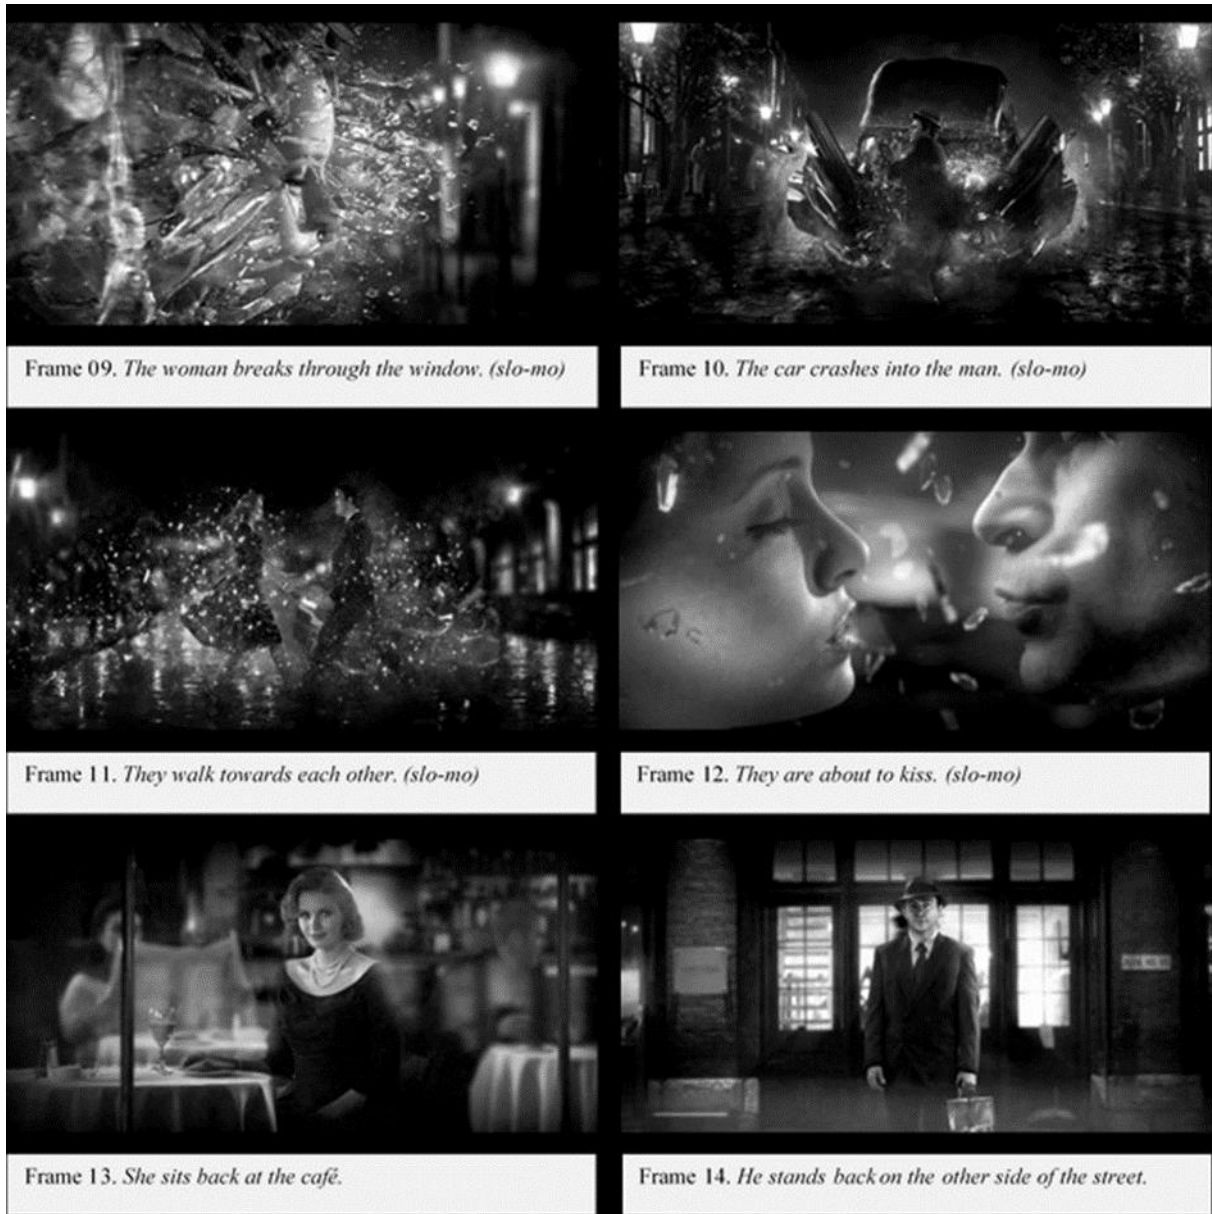 Frame 09. The woman breaks through the window. (slo-mo)
Frame 10. The car crashes into the man. (slo-mo)
Frame 11. They walk towards each other. (slo-mo)
Frame 12. They are about to kiss. (slo-mo)
Frame 13. She sits back at the café.
Frame 14. He stands back on the other side of the street.